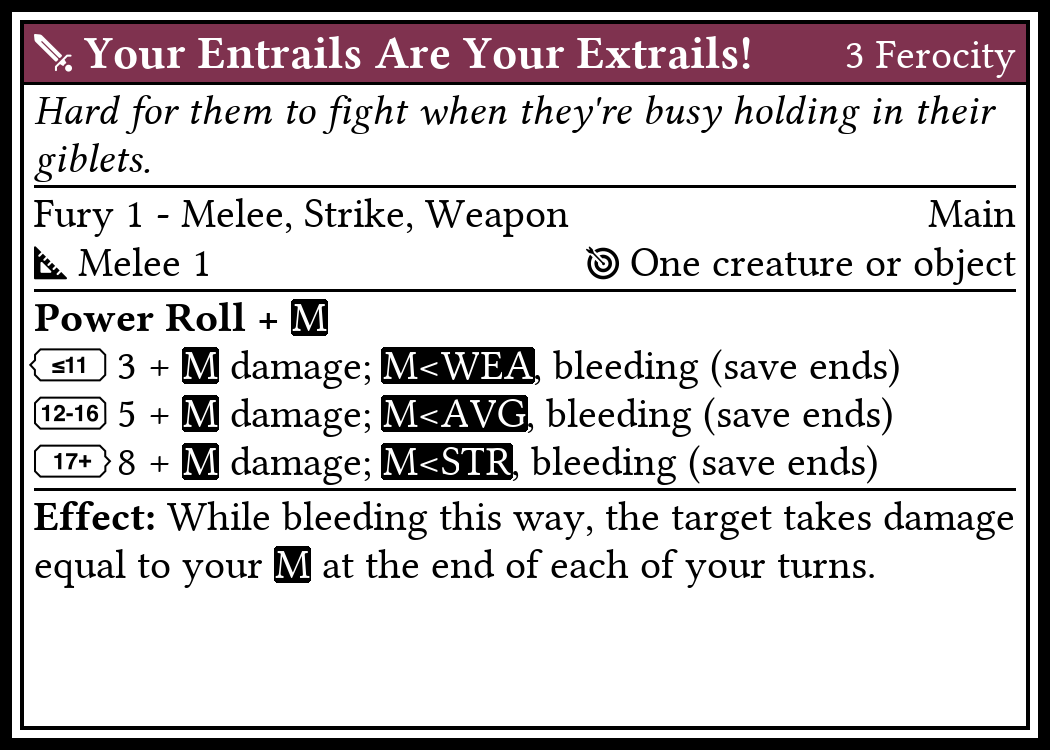 Your Entrails Are Your Extrails! 3 Ferocity
Hard for them to fight when they're busy holding in their
giblets.
Fury 1 - Melee, Strike, Weapon Main
Melee 1 One creature or object
Power Roll + M
≤11 3 + M damage; M<WEA, bleeding (save ends)
12-16 5 + M damage; M<AVG, bleeding (save ends)
17+ 8 + M damage; M<STR, bleeding (save ends)
Effect: While bleeding this way, the target takes damage
equal to your M at the end of each of your turns.